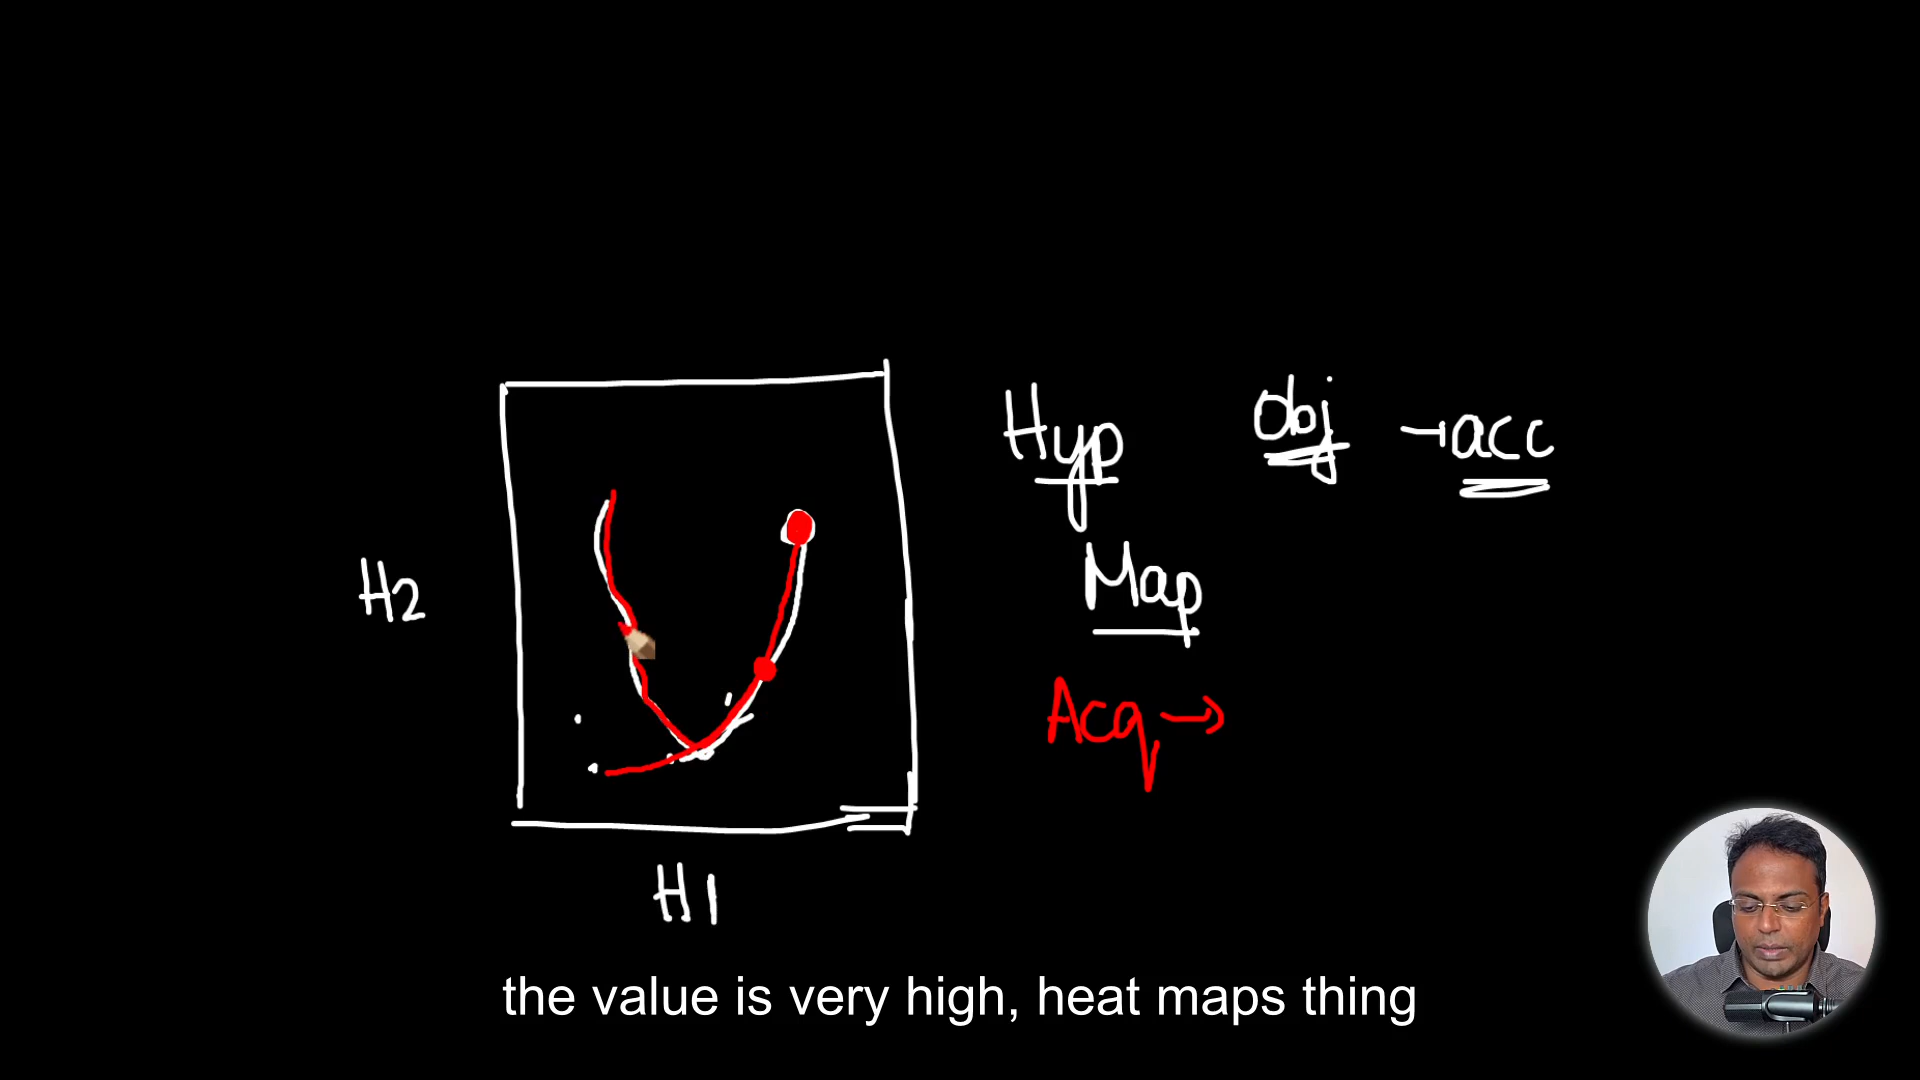 Hyp Obj → acc
H2
Map
Acq →
H1
the value is very high, heat maps thing